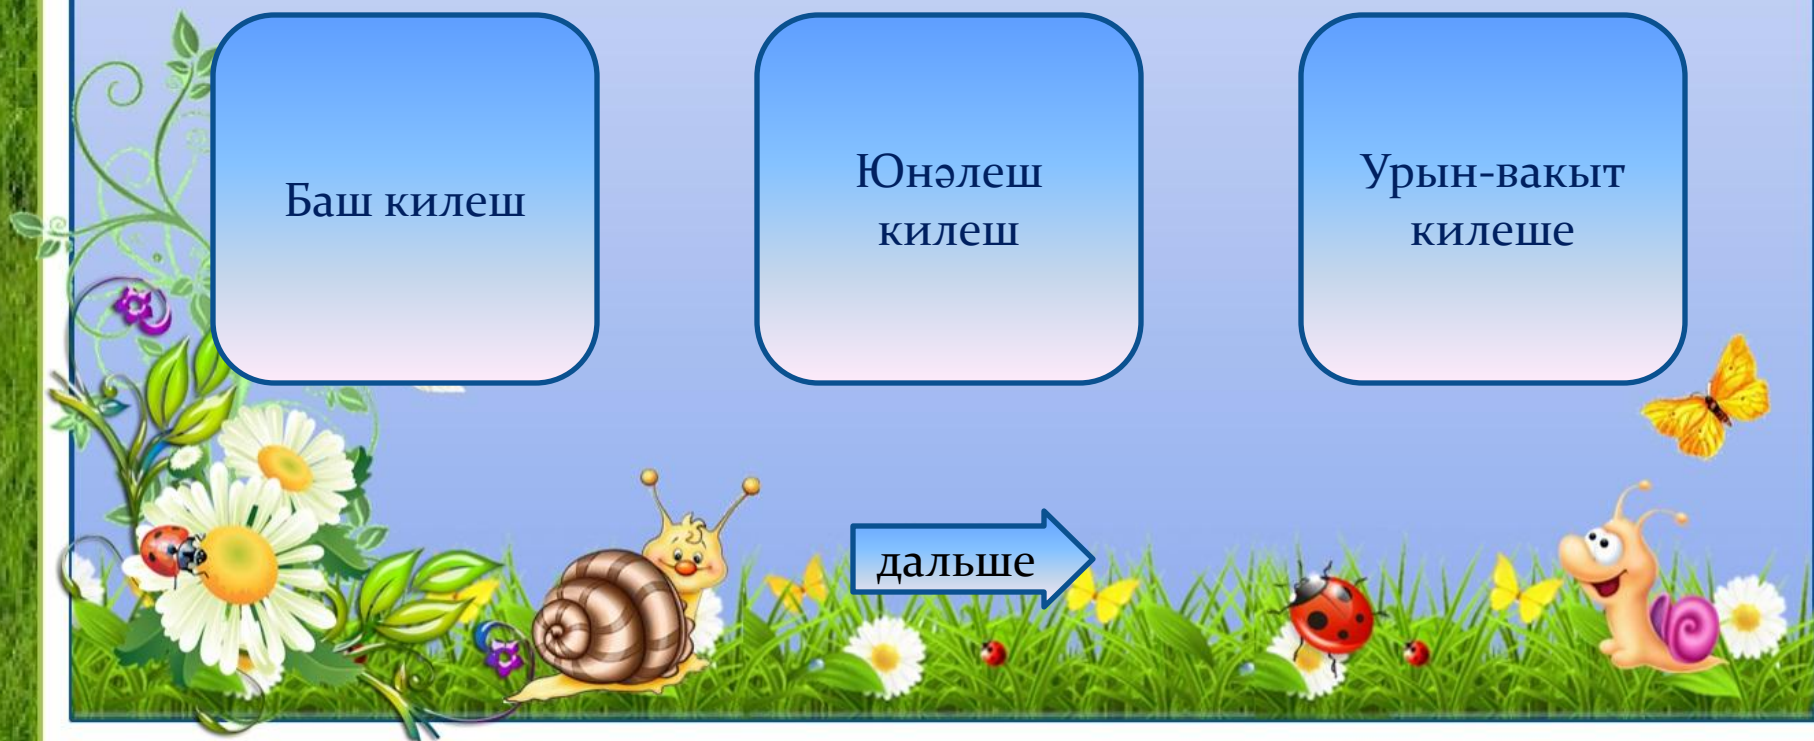 Баш килеш
Юнәлеш
килеш
Урын-вакыт
килеше
дальше